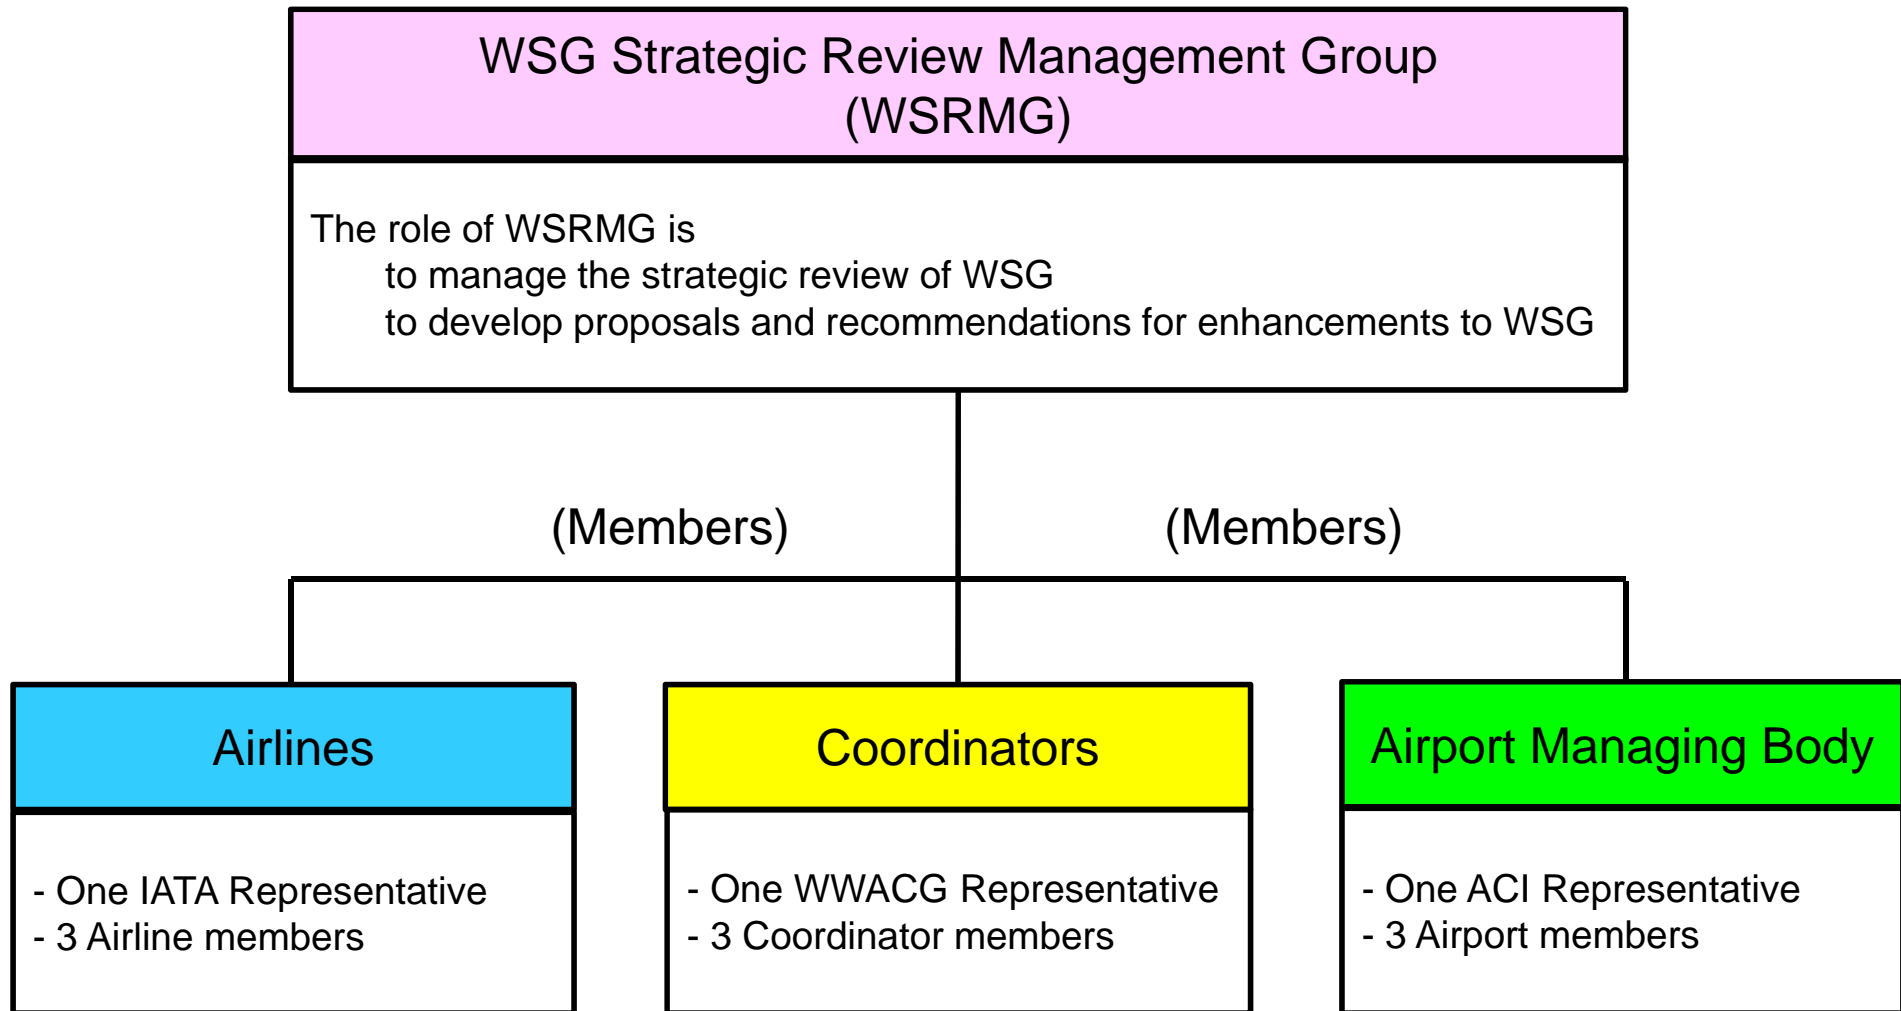 WSG Strategic Review Management Group
(WSRMG)
The role of WSRMG is
to manage the strategic review of WSG
to develop proposals and recommendations for enhancements to WSG
(Members)
(Members)
Airlines
- One IATA Representative
- 3 Airline members
Coordinators
- One WWACG Representative
- 3 Coordinator members
Airport Managing Body
- One ACI Representative
- 3 Airport members